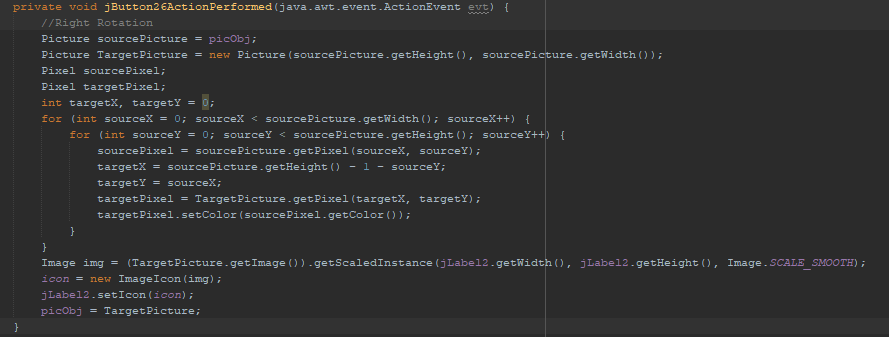 private void jButton26ActionPerformed(java.awt.event.ActionEvent evt) {
//Right Rotation
Picture sourcePicture = picObj;
Picture TargetPicture = new Picture(sourcePicture.getHeight(), sourcePicture.getWidth());
Pixel sourcePixel;
Pixel targetPixel;
int targetX, targetY = 0;
for (int sourceX = 0; sourceX < sourcePicture.getWidth(); sourceX++) {
for (int sourceY = 0; sourceY < sourcePicture.getHeight(); sourceY++) {
sourcePixel = sourcePicture.getPixel(sourceX, sourceY);
targetX = sourcePicture.getHeight() - 1 - sourceY;
targetY = sourceX;
targetPixel = TargetPicture.getPixel(targetX, targetY);
targetPixel.setColor(sourcePixel.getColor());
}
}
Image img = (TargetPicture.getImage()).getScaledInstance(jLabel2.getWidth(), jLabel2.getHeight(), Image.SCALE_SMOOTH);
icon = new ImageIcon(img);
jLabel2.setIcon(icon);
picObj = TargetPicture;
}